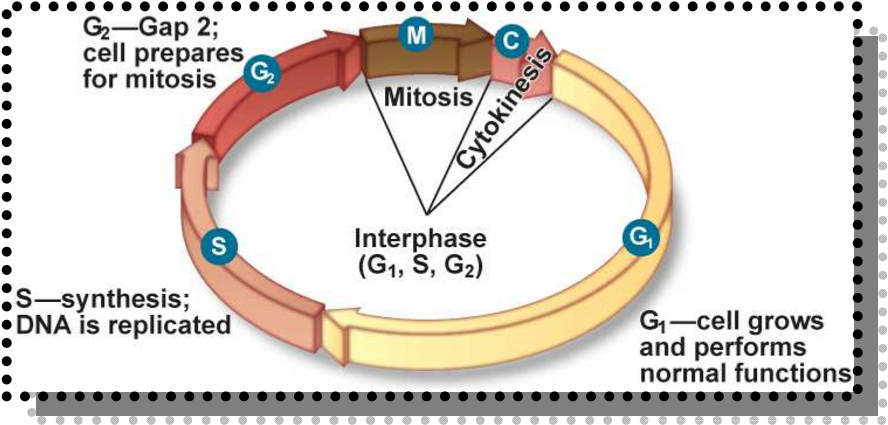 G₂—Gap 2;
cell prepares
for mitosis
G₂
M
C
Mitosis
Cytokinesis
S
Interphase
(G₁, S, G₂)
G₁
S—synthesis;
DNA is replicated
G₁—cell grows
and performs
normal functions